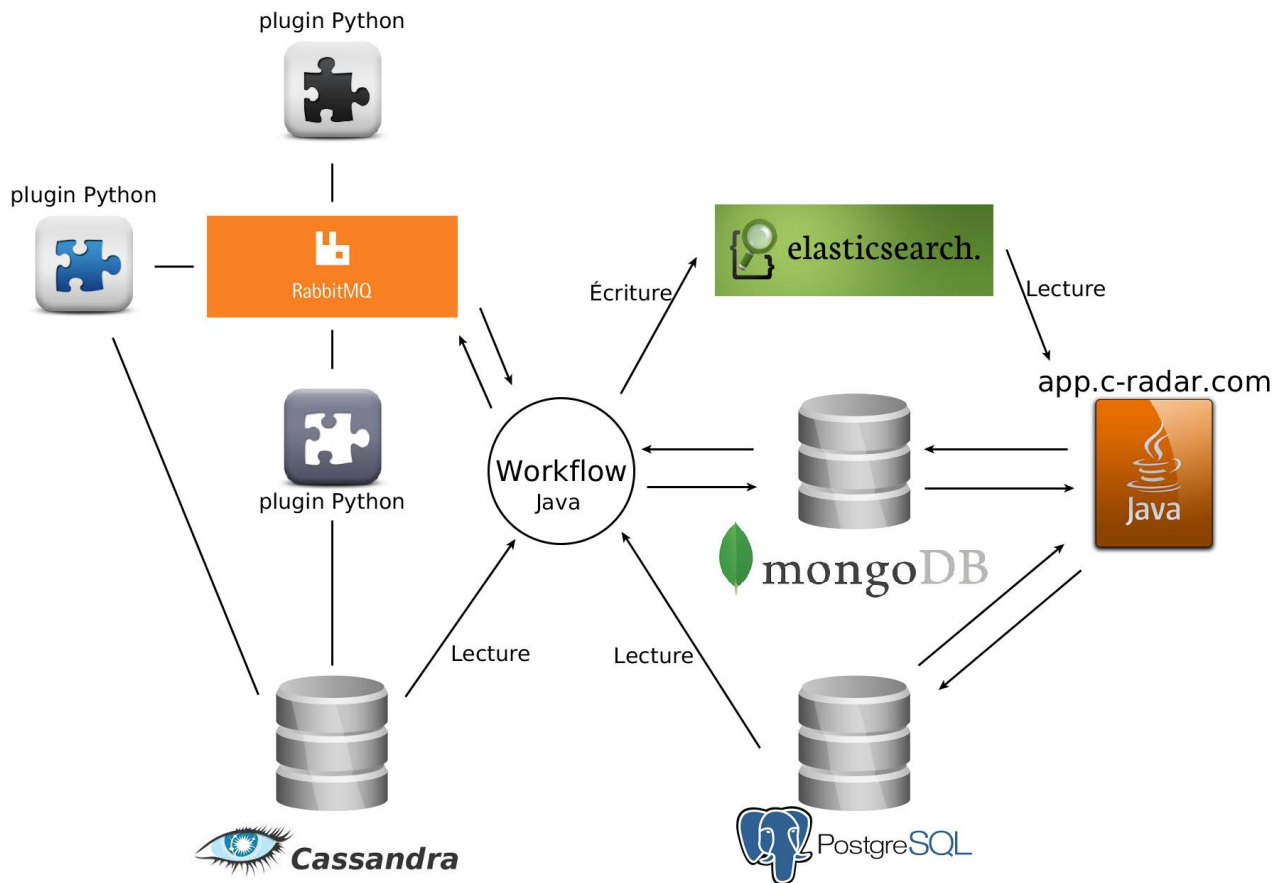 plugin Python
plugin Python
RabbitMQ
elasticsearch.
Écriture
Lecture
app.c-radar.com
plugin Python
Workflow
Java
Java
mongoDB
Lecture
Lecture
Cassandra
PostgreSQL